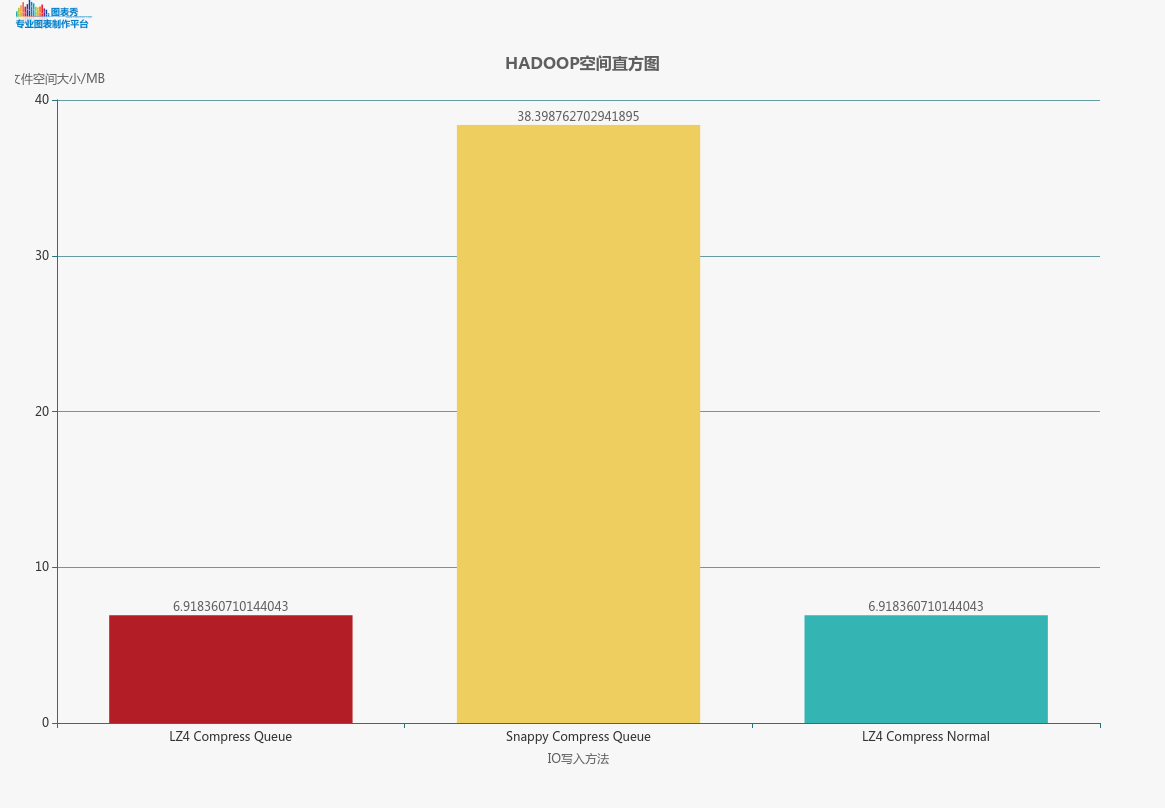 图表秀
专业图表制作平台
HADOOP空间直方图
文件空间大小/MB
40
38.398762702941895
30
20
10
6.918360710144043
6.918360710144043
0
LZ4 Compress Queue
Snappy Compress Queue
LZ4 Compress Normal
IO写入方法